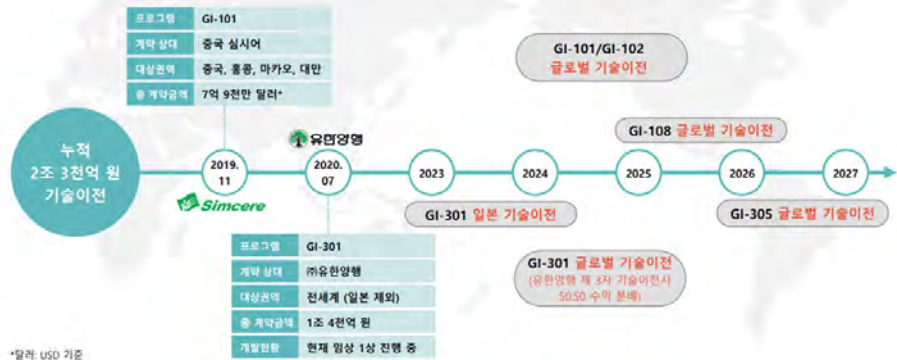 프로그램 GI-101
계약 상대 중국 심시어
대상권역 중국, 홍콩, 마카오, 대만
총 계약금액 7억 9천만 달러*
GI-101/GI-102
글로벌 기술이전
GI-108 글로벌 기술이전
유한양행
누적
2조 3천억 원
기술이전
2019.
11
2020.
07
2023
2024
2025
2026
2027
Simcere
GI-301 일본 기술이전
GI-305 글로벌 기술이전
프로그램 GI-301
계약 상대 ㈜유한양행
대상권역 전세계 (일본 제외)
총 계약금액 1조 4천억 원
개발현황 현재 임상 1상 진행 중
GI-301 글로벌 기술이전
(유한양행 제 3자 기술이전시
50:50 수익 분배)
*달러: USD 기준